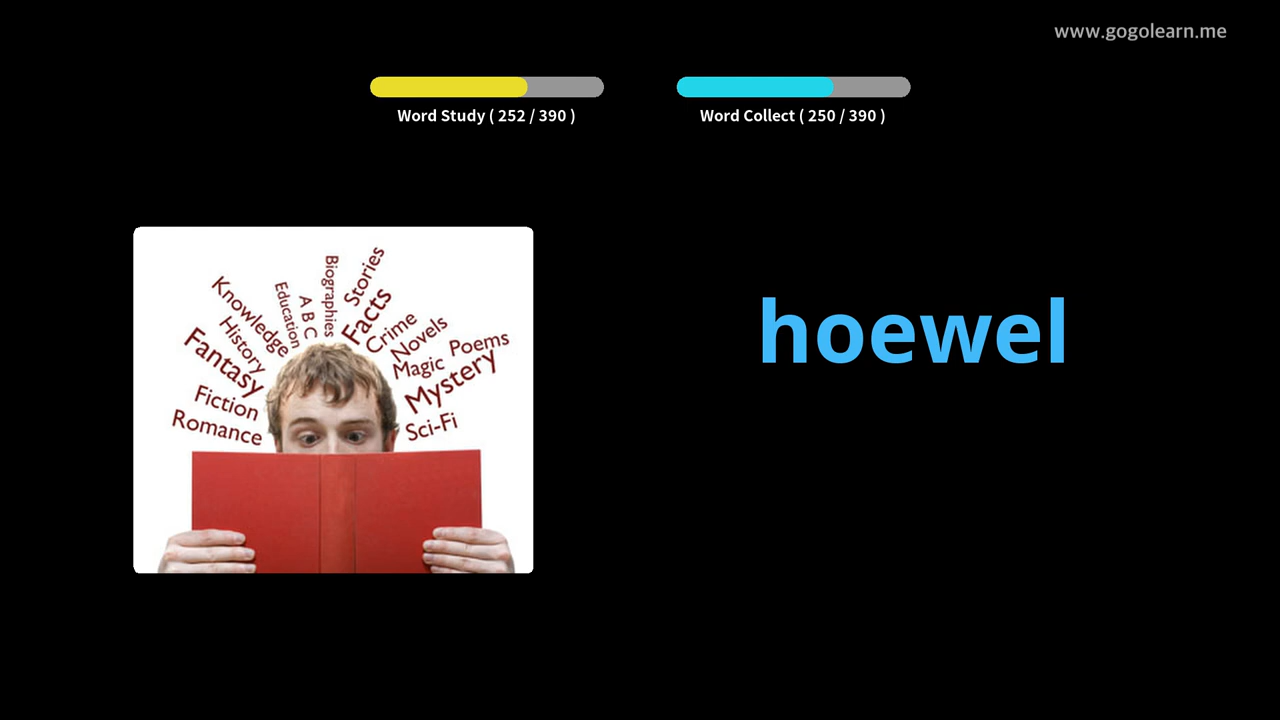 www.gogolearn.me
Word Study ( 252 / 390 )
Word Collect ( 250 / 390 )
hoewel
Stories
Biographies
Facts
A B C
Education
Knowledge
History
Fantasy
Fiction
Romance
Crime
Novels
Poems
Magic
Mystery
Sci-Fi